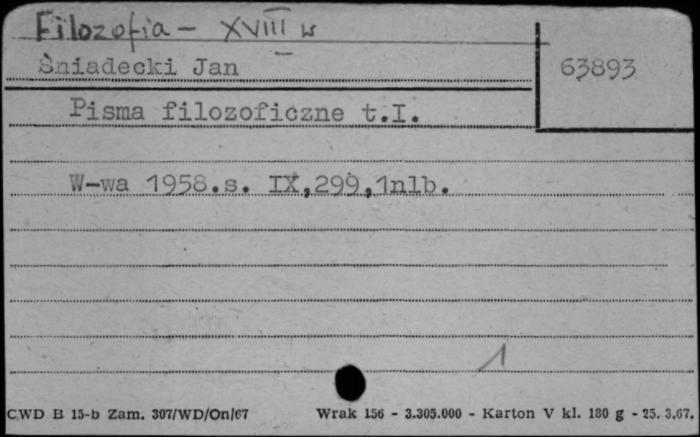 Filozofia - XVIII w
Śniadecki Jan
63893
Pisma filozoficzne t.I.
W-wa 1958.s. IX,299,1nlb.
1
CWD B 15-b Zam. 307/WD/On/67 Wrak 156 - 3.305.000 - Karton V kl. 180 g - 25. 3.67.